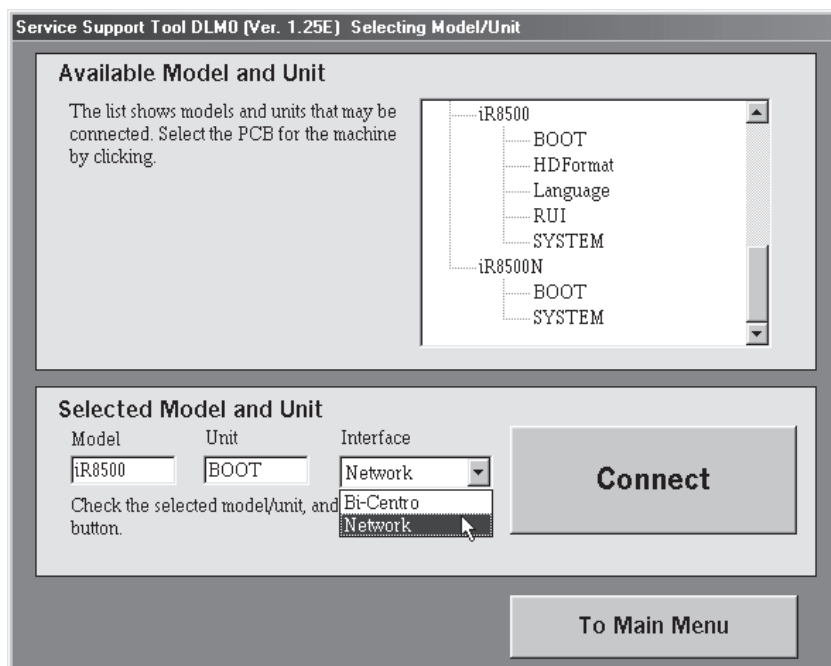 Service Support Tool DLM0 (Ver. 1.25E) Selecting Model/Unit
Available Model and Unit
The list shows models and units that may be
connected. Select the PCB for the machine
by clicking.
iR8500
BOOT
HDFormat
Language
RUI
SYSTEM
iR8500N
BOOT
SYSTEM
Selected Model and Unit
Model Unit Interface
iR8500 BOOT Network
Check the selected model/unit, and
button.
Bi-Centro
Network
Connect
To Main Menu